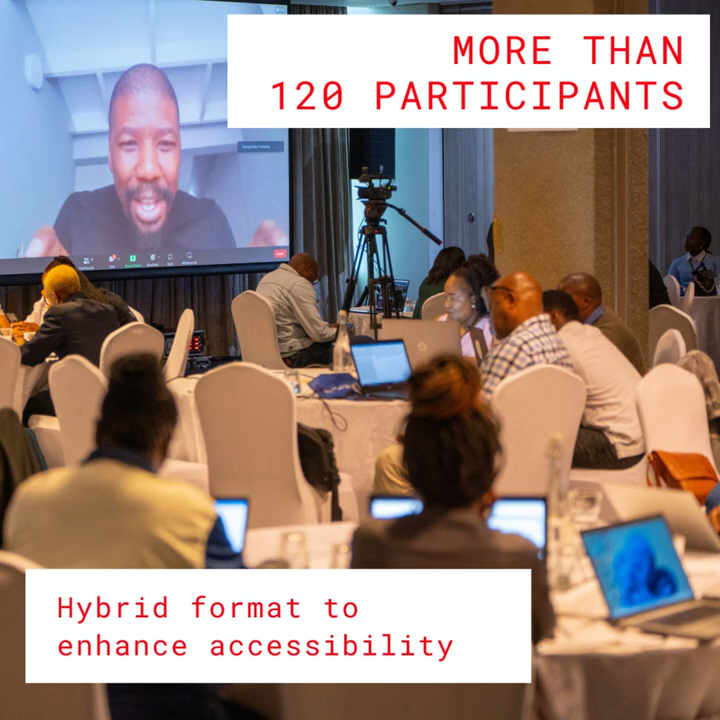 MORE THAN
120 PARTICIPANTS
Hybrid format to
enhance accessibility